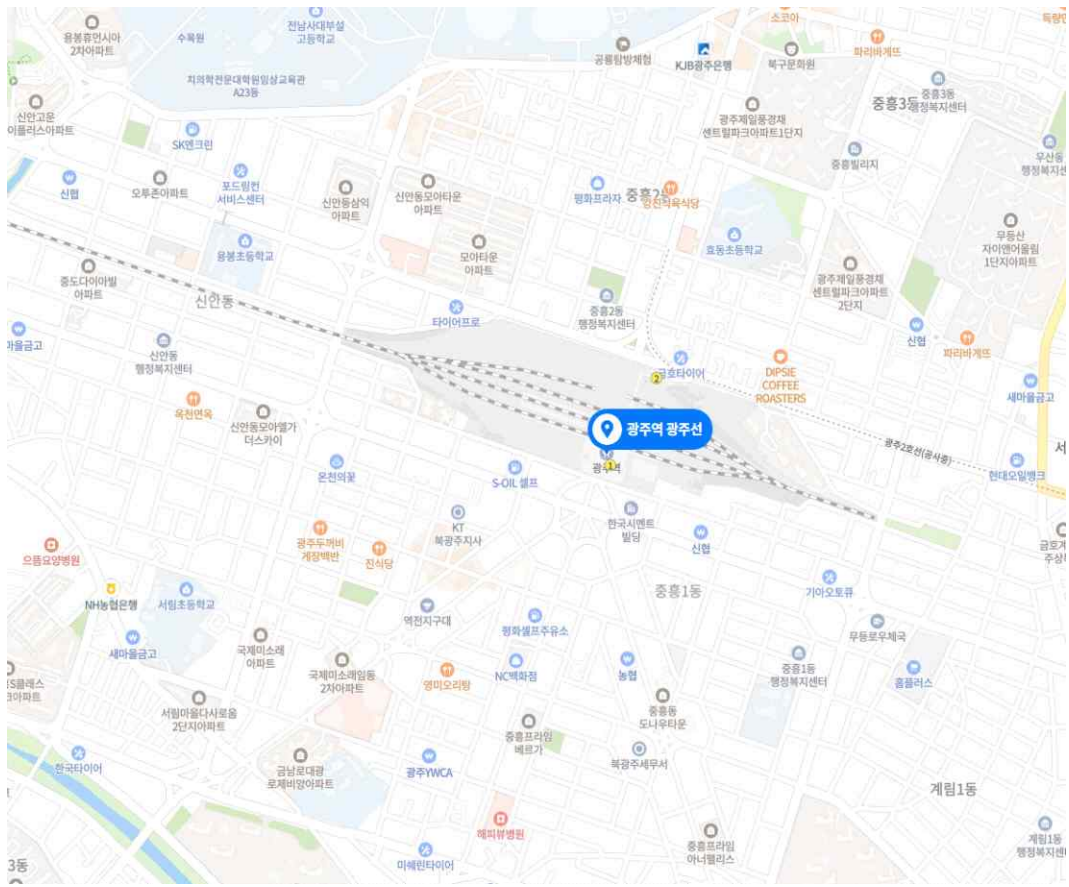 용봉휴먼시아
2차아파트
수목원
전남사대부설
고등학교
소코아
치의학전문대학원임상교육관
A23동
공룡탐방체험
KJB광주은행
북구문화원
파리바게뜨
중흥3동
중흥3동
행정복지센터
신안고운
이플러스아파트
SK엔크린
광주제일풍경채
센트럴파크아파트1단지
중흥빌리지
무산동
행정복지센
신협
오투존아파트
포드링컨
서비스센터
신안동삼익
아파트
신안동모아타운
아파트
평화프라자
중흥2동
강진식육식당
효동초등학교
무등산
자이앤어울림
1단지아파트
용봉초등학교
모아타운
아파트
중도다이아빌
아파트
신안동
광주제일풍경채
센트럴파크아파트
2단지
마을금고
신안동
행정복지센터
타이어프로
중흥2동
행정복지센터
신협
파리바게뜨
금호타이어
2
DIPSIE
COFFEE
ROASTERS
새마을금고
옥천면옥
신안동모아엘가
더스카이
광주역 광주선
광주역
1
광주2호선(공사중)
서
현대오일뱅크
온천의꽃
S-OIL 셀프
KT
북광주지사
한국시멘트
빌딩
신협
광주두꺼비
게장백반
진식당
으뜸요양병원
금호계
주상
NH농협은행
서림초등학교
역전지구대
중흥1동
기아오토큐
평화셀프주유소
무등로우체국
새마을금고
국제미소래
아파트
국제미소래임동
2차아파트
영미오리탕
NC백화점
농협
중흥1동
행정복지센터
홈플러스
IS클래스
크아파트
서림마을다사로움
2단지아파트
중흥동
도나우타운
중흥프라임
베르가
북광주세무서
한국타이어
금남로대광
로제비앙아파트
광주YWCA
계림1동
해피뷰병원
중흥프라임
아너팰리스
계림1동
행정복지센
미쉐린타이어
3동